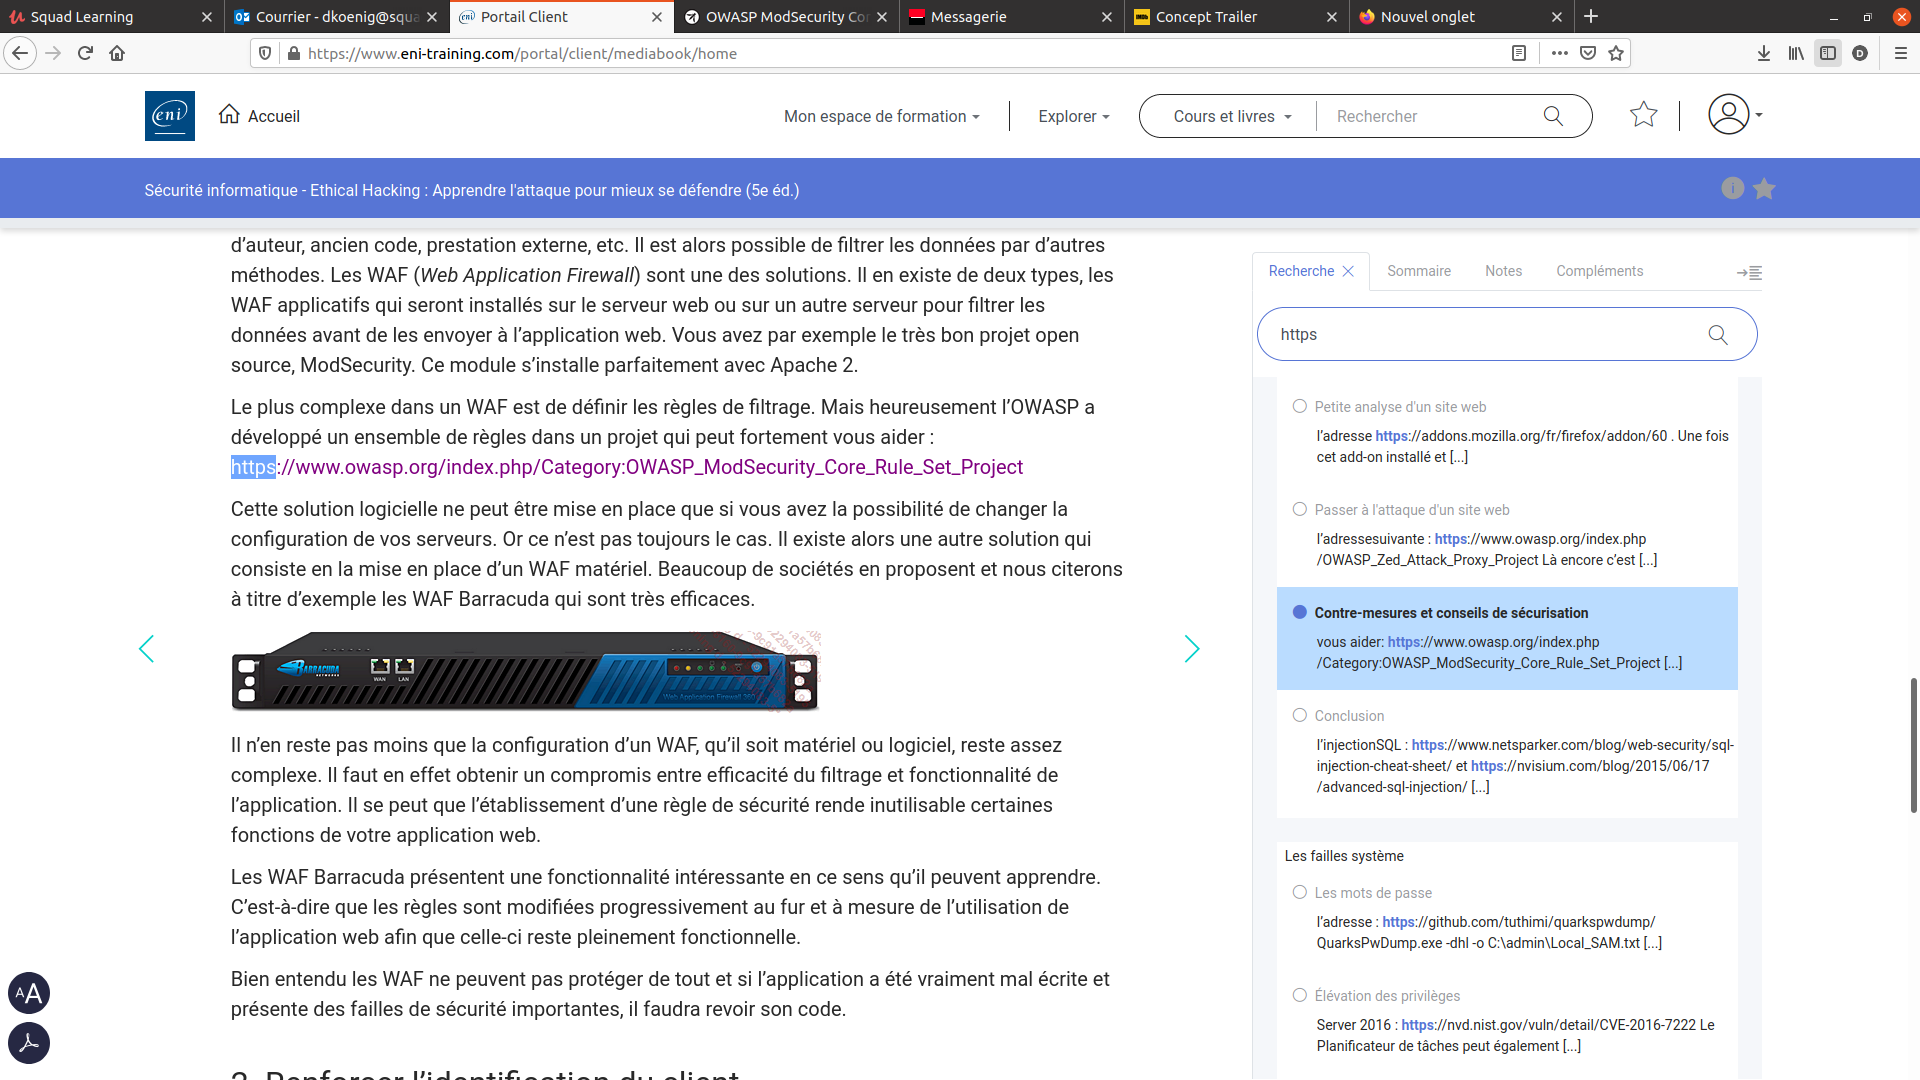 Squad Learning
Courrier - dkoenig@squa
Portail Client
OWASP ModSecurity Co
Messagerie
Concept Trailer
Nouvel onglet
https://www.eni-training.com/portal/client/mediabook/home
eni
Accueil
Mon espace de formation
Explorer
Cours et livres
Rechercher
Sécurité informatique - Ethical Hacking : Apprendre l'attaque pour mieux se défendre (5e éd.)
d’auteur, ancien code, prestation externe, etc. Il est alors possible de filtrer les données par d’autres
méthodes. Les WAF (Web Application Firewall) sont une des solutions. Il en existe de deux types, les
WAF applicatifs qui seront installés sur le serveur web ou sur un autre serveur pour filtrer les
données avant de les envoyer à l’application web. Vous avez par exemple le très bon projet open
source, ModSecurity. Ce module s’installe parfaitement avec Apache 2.
Le plus complexe dans un WAF est de définir les règles de filtrage. Mais heureusement l’OWASP a
développé un ensemble de règles dans un projet qui peut fortement vous aider :
https://www.owasp.org/index.php/Category:OWASP_ModSecurity_Core_Rule_Set_Project
Cette solution logicielle ne peut être mise en place que si vous avez la possibilité de changer la
configuration de vos serveurs. Or ce n’est pas toujours le cas. Il existe alors une autre solution qui
consiste en la mise en place d’un WAF matériel. Beaucoup de sociétés en proposent et nous citerons
à titre d’exemple les WAF Barracuda qui sont très efficaces.
BARRACUDA
NETWORKS
WAN LAN
Web Application Firewall
Il n’en reste pas moins que la configuration d’un WAF, qu’il soit matériel ou logiciel, reste assez
complexe. Il faut en effet obtenir un compromis entre efficacité du filtrage et fonctionnalité de
l’application. Il se peut que l’établissement d’une règle de sécurité rende inutilisable certaines
fonctions de votre application web.
Les WAF Barracuda présentent une fonctionnalité intéressante en ce sens qu’il peuvent apprendre.
C’est-à-dire que les règles sont modifiées progressivement au fur et à mesure de l’utilisation de
l’application web afin que celle-ci reste pleinement fonctionnelle.
Bien entendu les WAF ne peuvent pas protéger de tout et si l’application a été vraiment mal écrite et
présente des failles de sécurité importantes, il faudra revoir son code.
Renforcer l’identification du client
Recherche
Sommaire
Notes
Compléments
https
Petite analyse d'un site web
l’adresse https://addons.mozilla.org/fr/firefox/addon/60 . Une fois
cet add-on installé et [...]
Passer à l'attaque d'un site web
l’adressesuivante : https://www.owasp.org/index.php
/OWASP_Zed_Attack_Proxy_Project Là encore c’est [...]
Contre-mesures et conseils de sécurisation
vous aider: https://www.owasp.org/index.php
/Category:OWASP_ModSecurity_Core_Rule_Set_Project [...]
Conclusion
l’injectionSQL : https://www.netsparker.com/blog/web-security/sql-
injection-cheat-sheet/ et https://nvisium.com/blog/2015/06/17
/advanced-sql-injection/ [...]
Les failles système
Les mots de passe
l’adresse : https://github.com/tuthimi/quarkspwdump/
QuarksPwDump.exe -dhl -o C:\admin\Local_SAM.txt [...]
Élévation des privilèges
Server 2016 : https://nvd.nist.gov/vuln/detail/CVE-2016-7222 Le
Planificateur de tâches peut également [...]